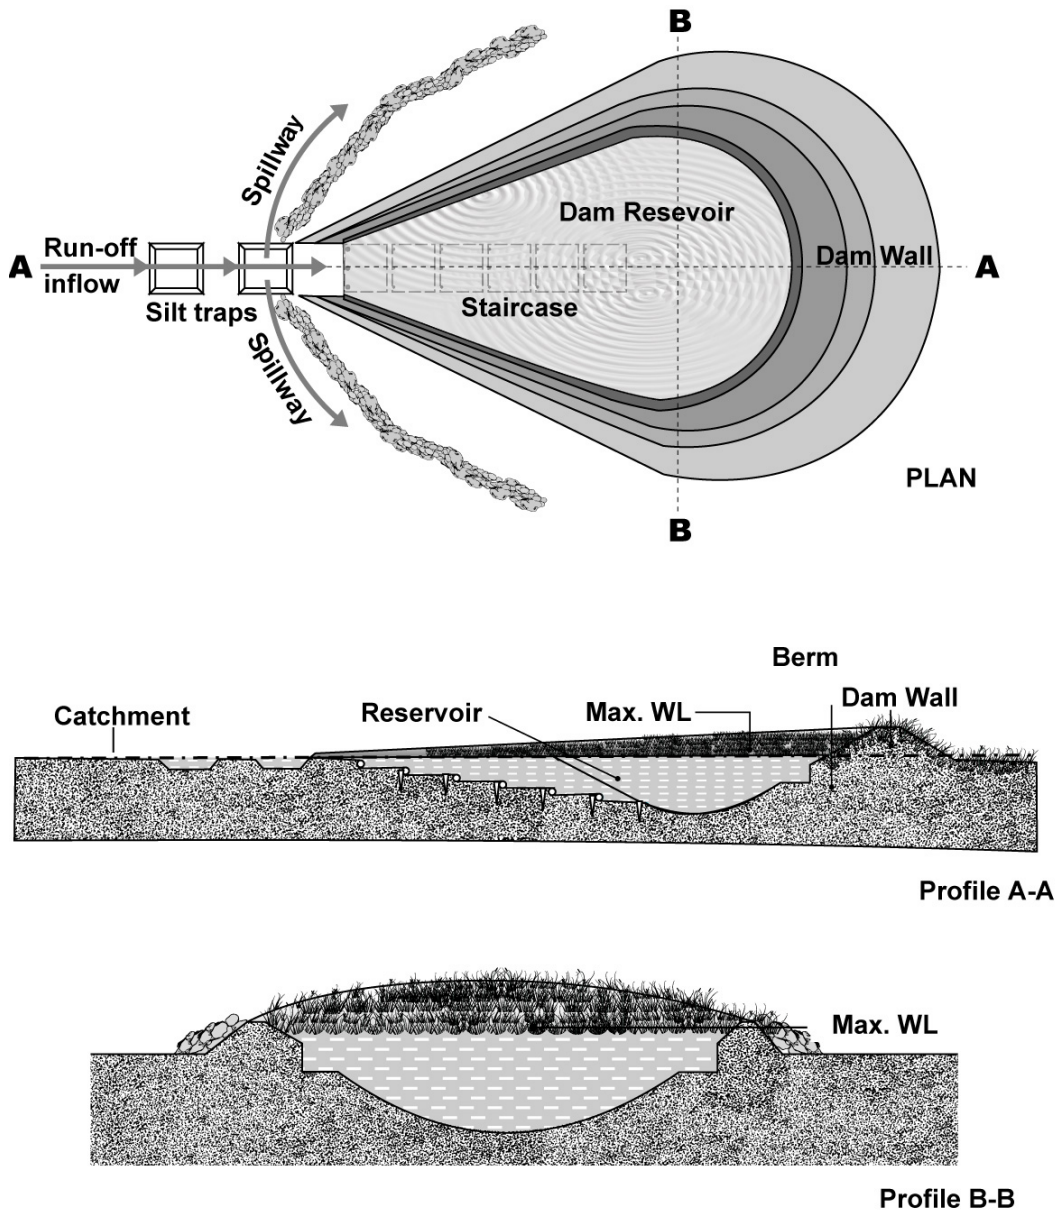 B
Spillway
Dam Resevoir
Run-off
inflow
A
Dam Wall
A
Silt traps
Staircase
Spillway
PLAN
B
Berm
Dam Wall
Catchment
Reservoir
Max. WL
Profile A-A
Max. WL
Profile B-B